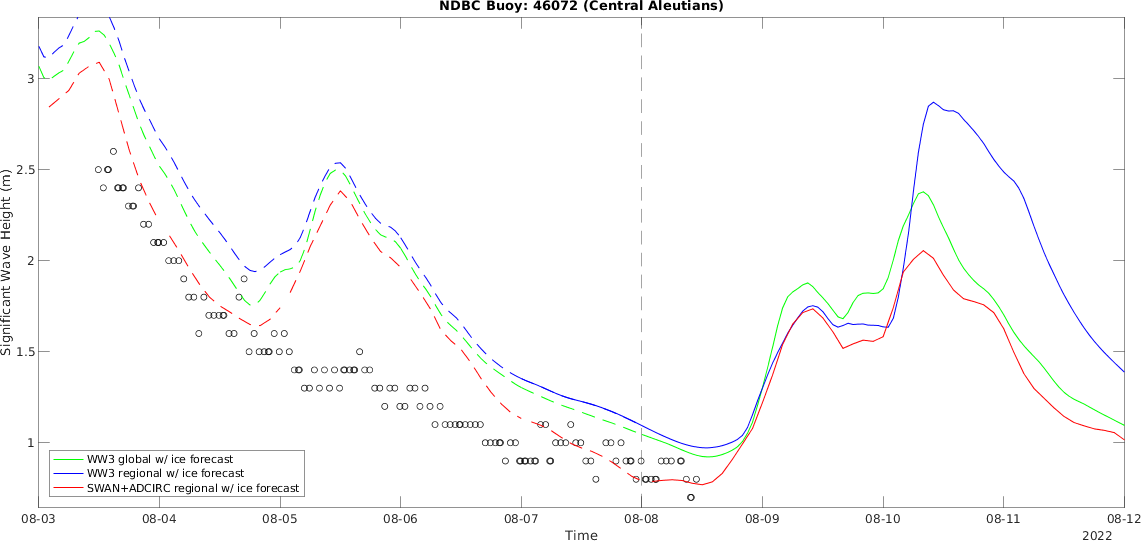 NDBC Buoy: 46072 (Central Aleutians)
Significant Wave Height (m)
3
2.5
2
1.5
1
WW3 global w/ ice forecast
WW3 regional w/ ice forecast
SWAN+ADCIRC regional w/ ice forecast
08-03 08-04 08-05 08-06 08-07 08-08 08-09 08-10 08-11 08-12
Time 2022